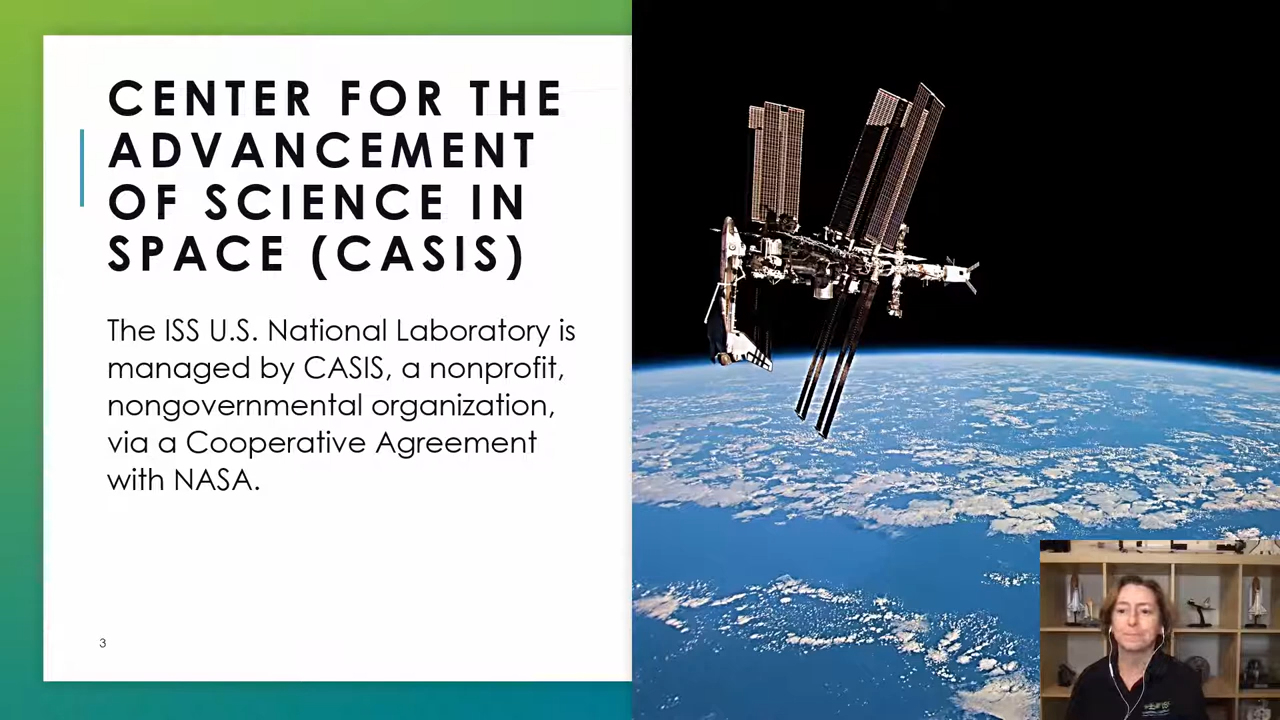 CENTER FOR THE
ADVANCEMENT
OF SCIENCE IN
SPACE (CASIS)
The ISS U.S. National Laboratory is
managed by CASIS, a nonprofit,
nongovernmental organization,
via a Cooperative Agreement
with NASA.
3